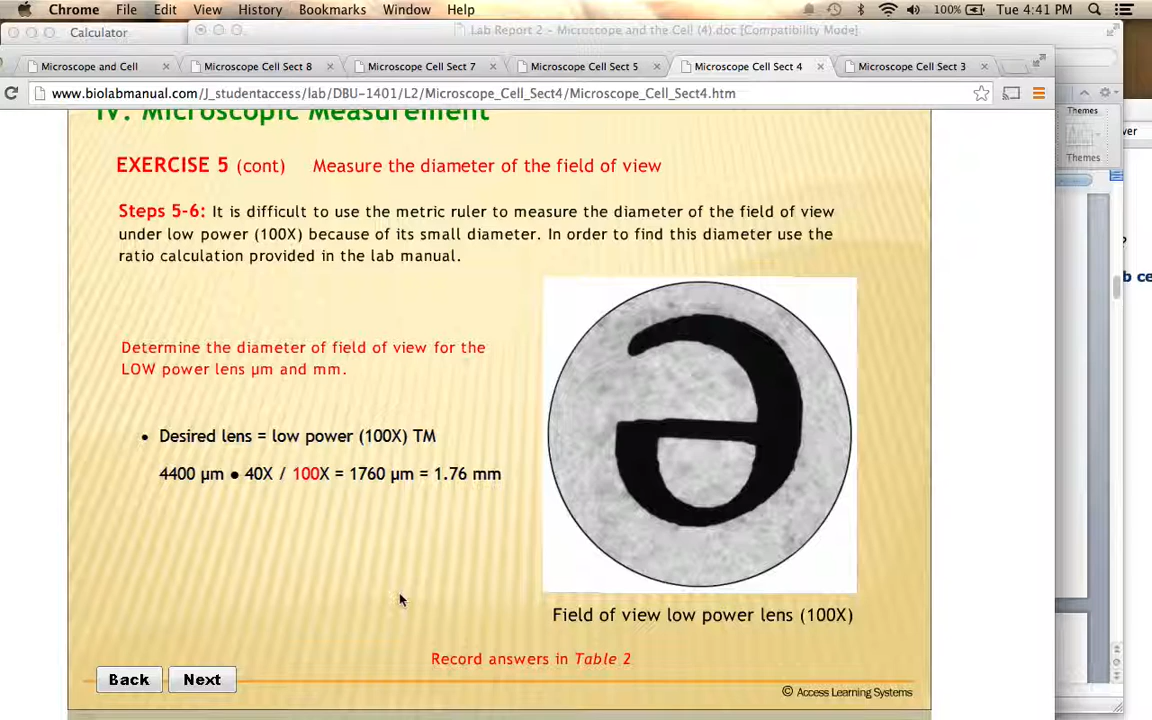 Chrome File Edit View History Bookmarks Window Help 100% Tue 4:41 PM
Calculator Lab Report 2 - Microscope and the Cell (4).doc [Compatibility Mode]
Microscope and Cell × Microscope Cell Sect 8 × Microscope Cell Sect 7 × Microscope Cell Sect 5 × Microscope Cell Sect 4 × Microscope Cell Sect 3 ×
www.biolabmanual.com/J_studentaccess/lab/DBU-1401/L2/Microscope_Cell_Sect4/Microscope_Cell_Sect4.htm
Themes
Themes
IV. Microscopic Measurement
EXERCISE 5 (cont) Measure the diameter of the field of view
Steps 5-6: It is difficult to use the metric ruler to measure the diameter of the field of view
under low power (100X) because of its small diameter. In order to find this diameter use the
ratio calculation provided in the lab manual.
Determine the diameter of field of view for the
LOW power lens µm and mm.
• Desired lens = low power (100X) TM
4400 µm ● 40X / 100X = 1760 µm = 1.76 mm
ə
Field of view low power lens (100X)
Record answers in Table 2
Back Next
© Access Learning Systems